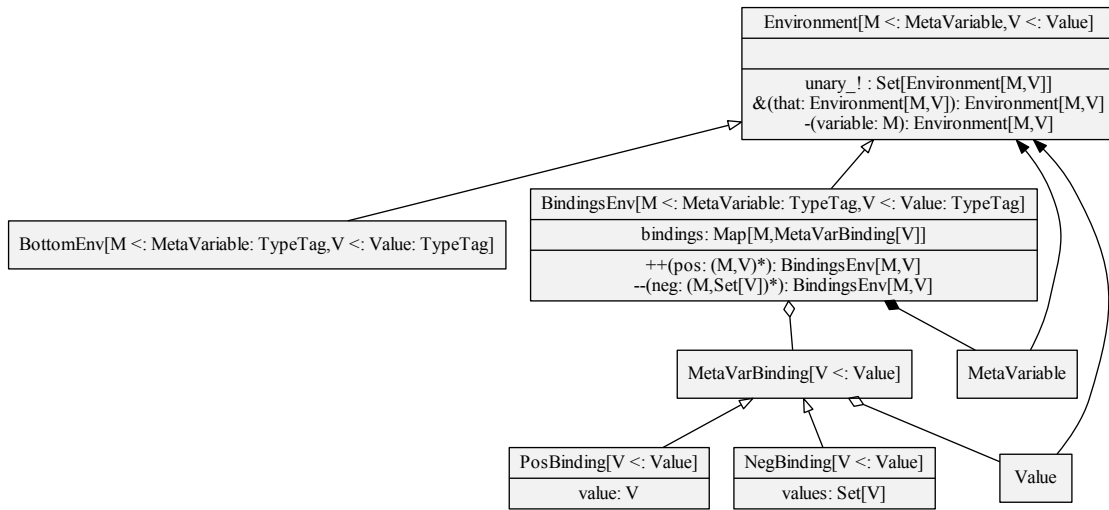 Environment[M <: MetaVariable,V <: Value]
unary_! : Set[Environment[M,V]]
&(that: Environment[M,V]): Environment[M,V]
-(variable: M): Environment[M,V]
BottomEnv[M <: MetaVariable: TypeTag,V <: Value: TypeTag]
BindingsEnv[M <: MetaVariable: TypeTag,V <: Value: TypeTag]
bindings: Map[M,MetaVarBinding[V]]
++(pos: (M,V)*): BindingsEnv[M,V]
--(neg: (M,Set[V])*): BindingsEnv[M,V]
MetaVarBinding[V <: Value]
MetaVariable
PosBinding[V <: Value]
value: V
NegBinding[V <: Value]
values: Set[V]
Value